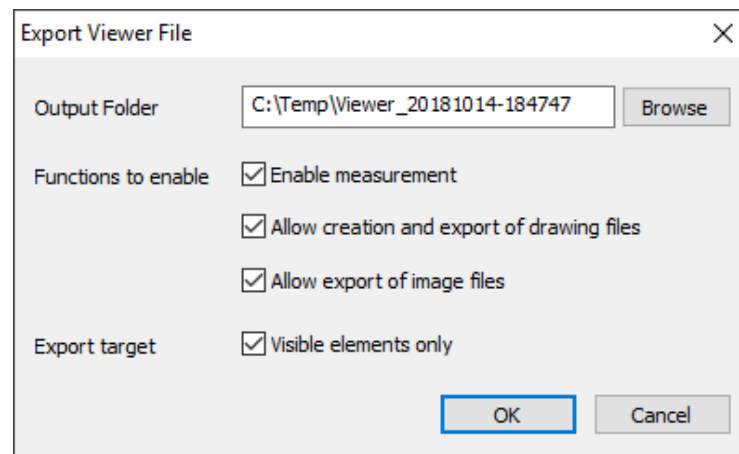 Export Viewer File
Output Folder C:\Temp\Viewer_20181014-184747 Browse
Functions to enable Enable measurement
Allow creation and export of drawing files
Allow export of image files
Export target Visible elements only
OK Cancel